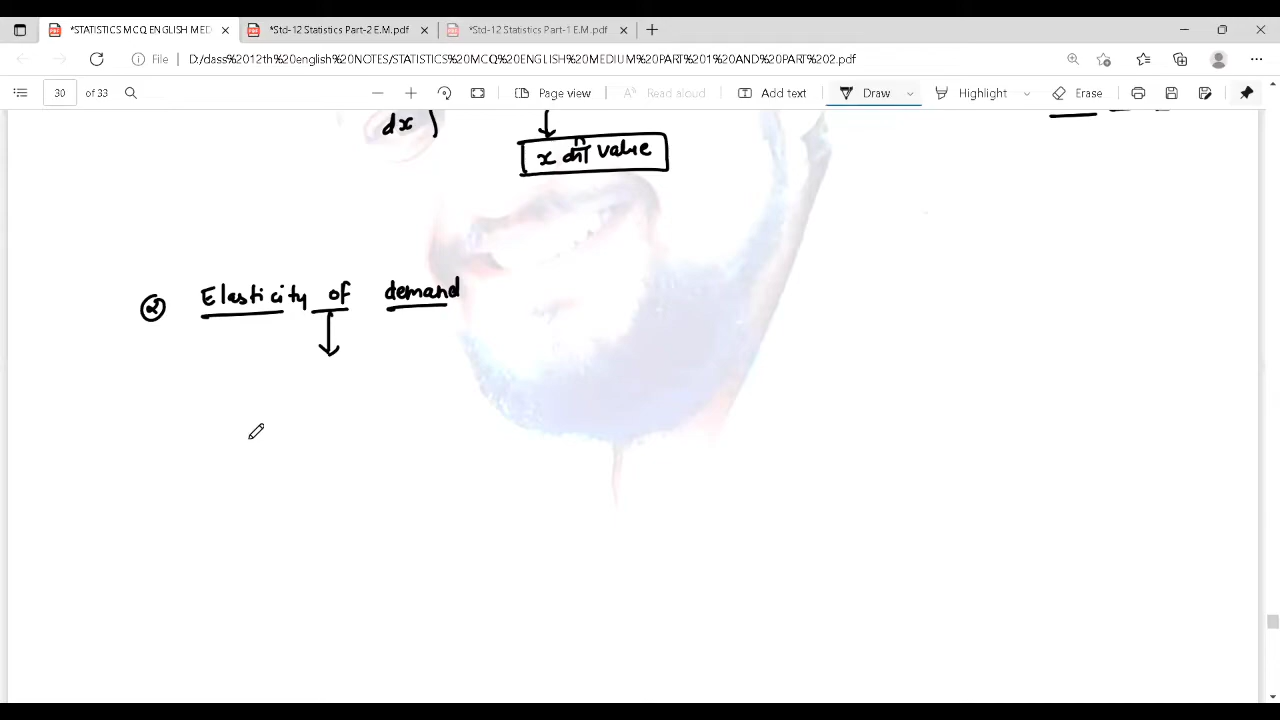 *STATISTICS MCQ ENGLISH MED
*Std-12 Statistics Part-2 E.M.pdf
*Std-12 Statistics Part-1 E.M.pdf
File D:/class%2012th%20english%20NOTES/STATISTICS%20MCQ%20ENGLISH%20MEDIUM%20PART%201%20AND%20PART%202.pdf
30 of 33 Page view Read aloud Add text Draw Highlight Erase
dx )
x की value
② Elasticity of demand